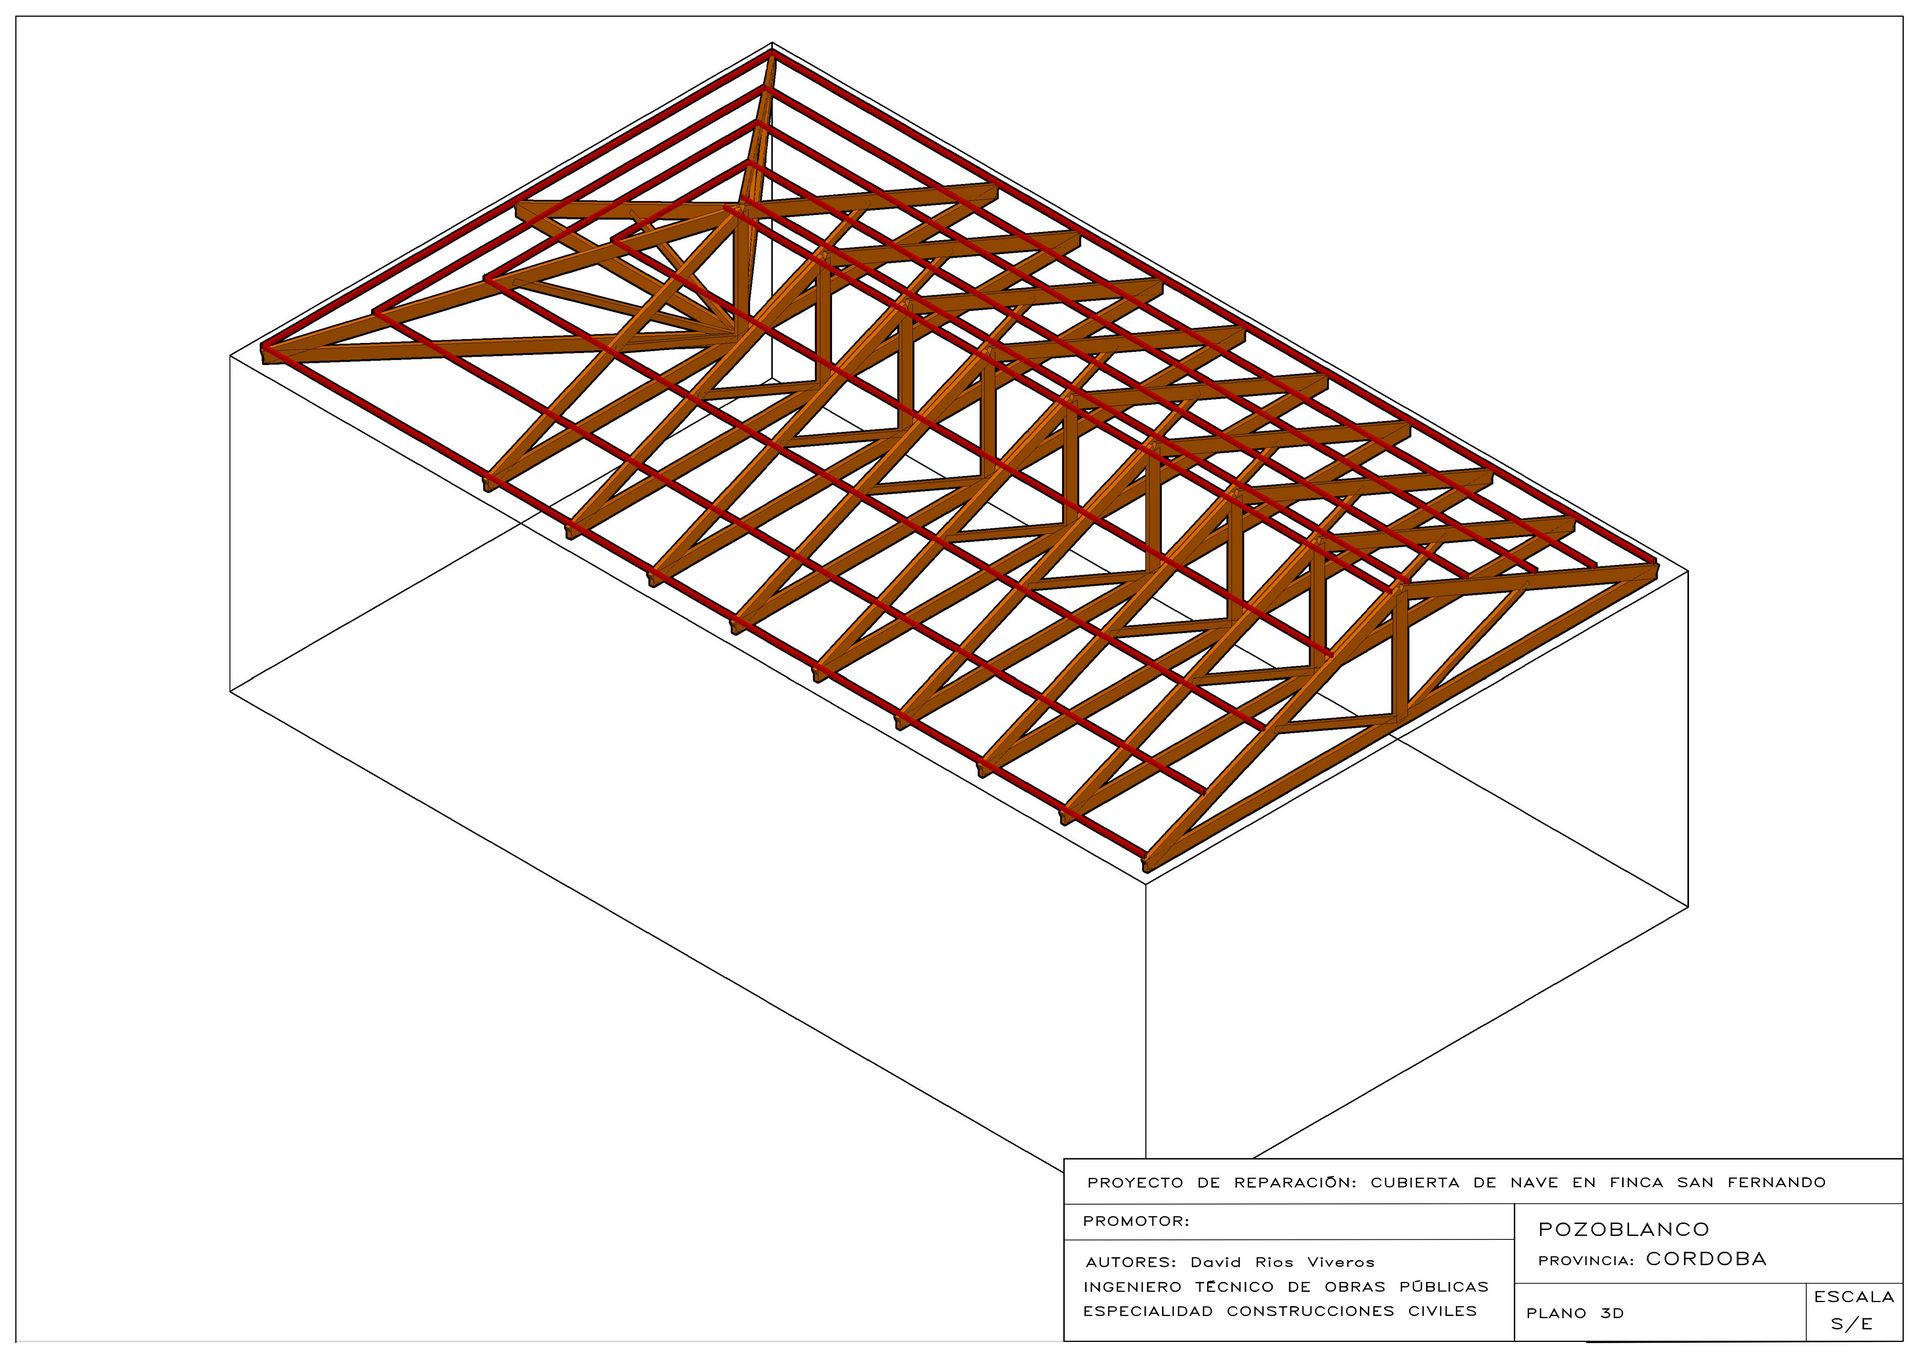 PROYECTO DE REPARACIÓN: CUBIERTA DE NAVE EN FINCA SAN FERNANDO
PROMOTOR:
AUTORES: David Rios Viveros
INGENIERO TÉCNICO DE OBRAS PÚBLICAS
ESPECIALIDAD CONSTRUCCIONES CIVILES
POZOBLANCO
PROVINCIA: CORDOBA
PLANO 3D
ESCALA
S/E